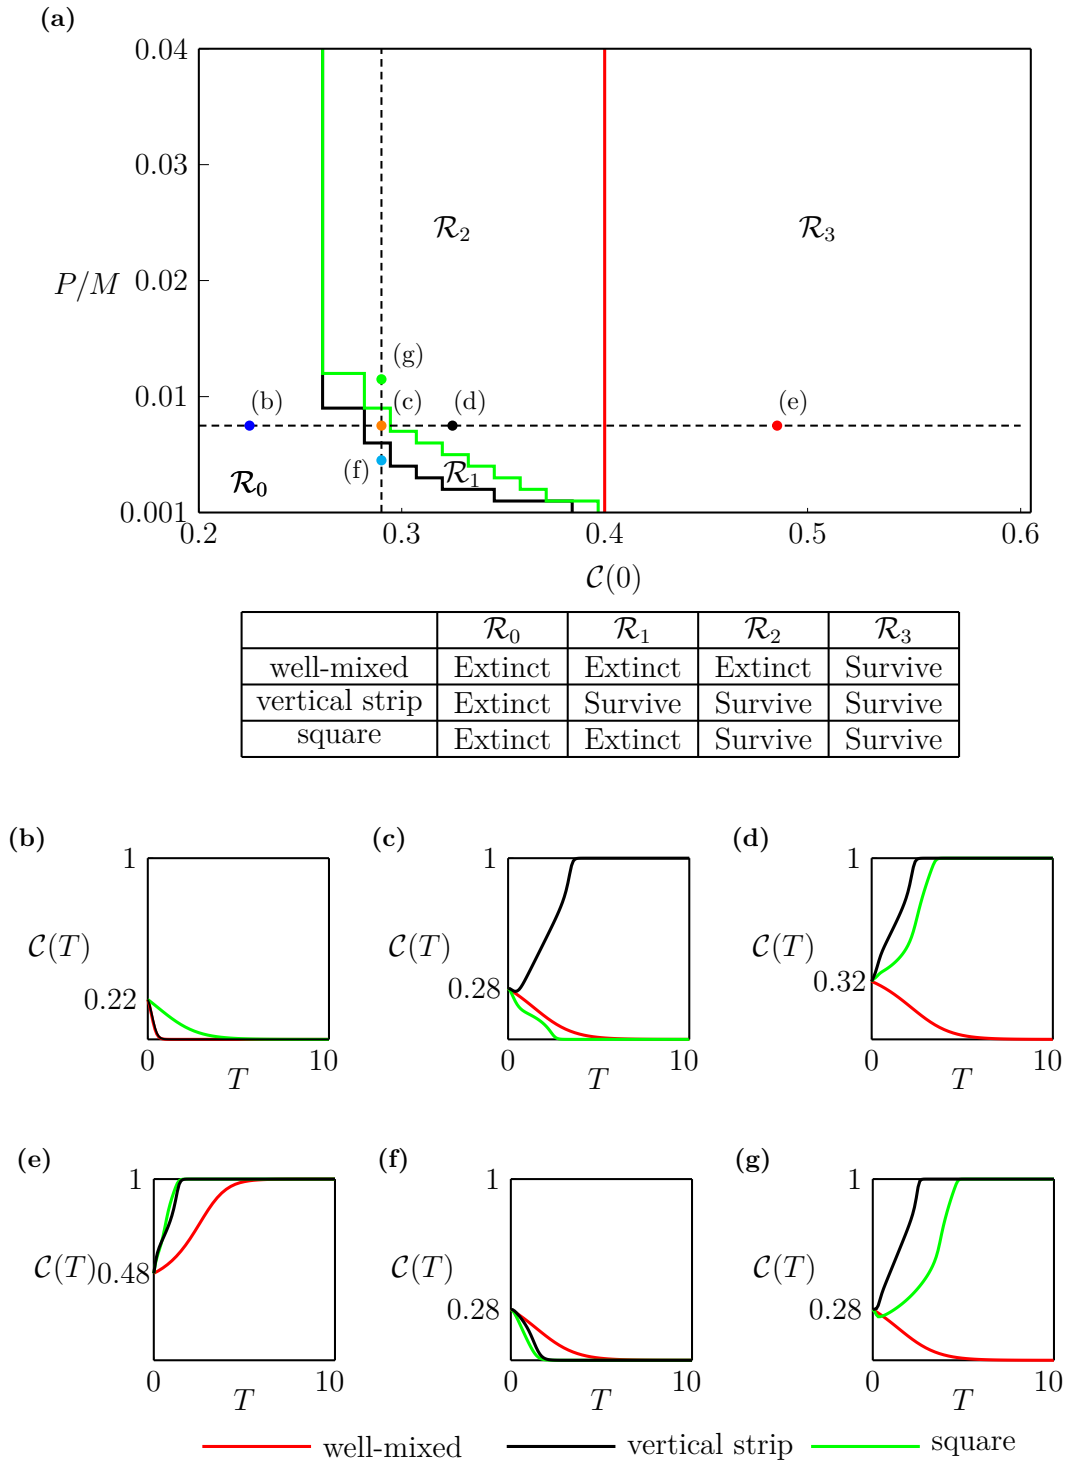 (a)
0.04
0.03
R₂ R₃
P/M 0.02
(g)
0.01 (b) (c) (d) (e)
R₀ (f) R₁
0.001
0.2 0.3 0.4 0.5 0.6
C(0)
R₀ R₁ R₂ R₃
well-mixed Extinct Extinct Extinct Survive
vertical strip Extinct Survive Survive Survive
square Extinct Extinct Survive Survive
(b) (c) (d)
1 1 1
C(T) C(T) C(T)
0.22 0.28 0.32
0 10 0 10 0 10
T T T
(e) (f) (g)
1 1 1
C(T) C(T) C(T)
0.48 0.28 0.28
0 10 0 10 0 10
T T T
well-mixed vertical strip square